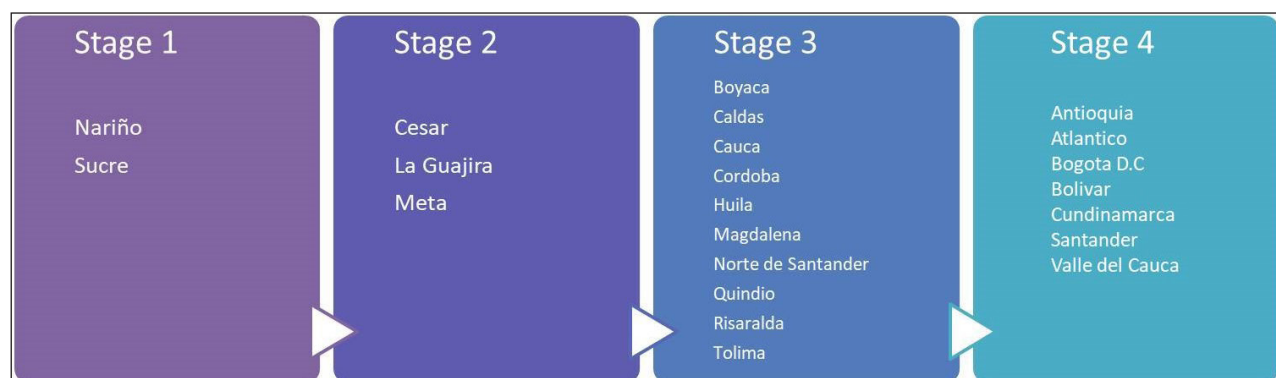 Stage 1
Nariño
Sucre
Stage 2
Cesar
La Guajira
Meta
Stage 3
Boyaca
Caldas
Cauca
Cordoba
Huila
Magdalena
Norte de Santander
Quindio
Risaralda
Tolima
Stage 4
Antioquia
Atlantico
Bogota D.C
Bolivar
Cundinamarca
Santander
Valle del Cauca